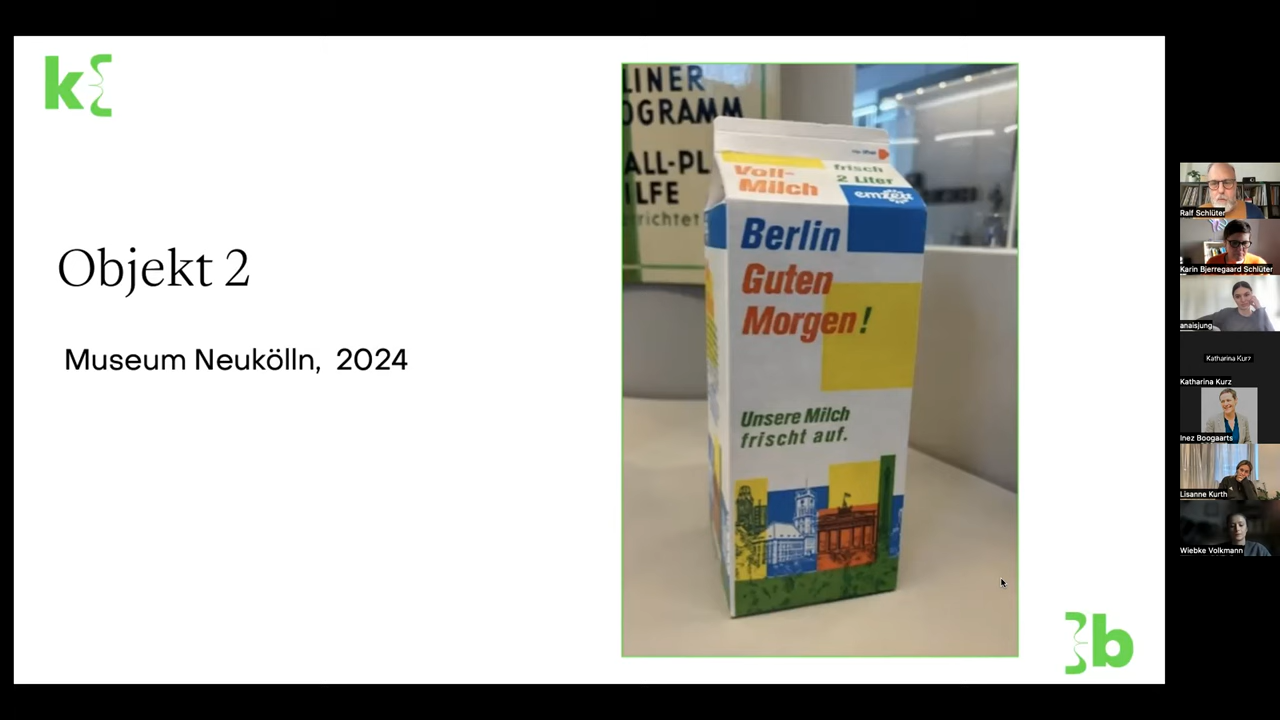 k
Objekt 2
Museum Neukölln, 2024
LINER
OGRAMM
ALL-PL
ILFE
richtet
Voll-
Milch
frisch
2 Liter
emzett
Berlin
Guten
Morgen!
Unsere Milch
frischt auf.
b
Ralf Schlüter
Karin Bjerregaard Schlüter
anaisjung
Katharina Kurz
Katharina Kurz
Inez Boogaarts
Lisanne Kurth
Wiebke Volkmann